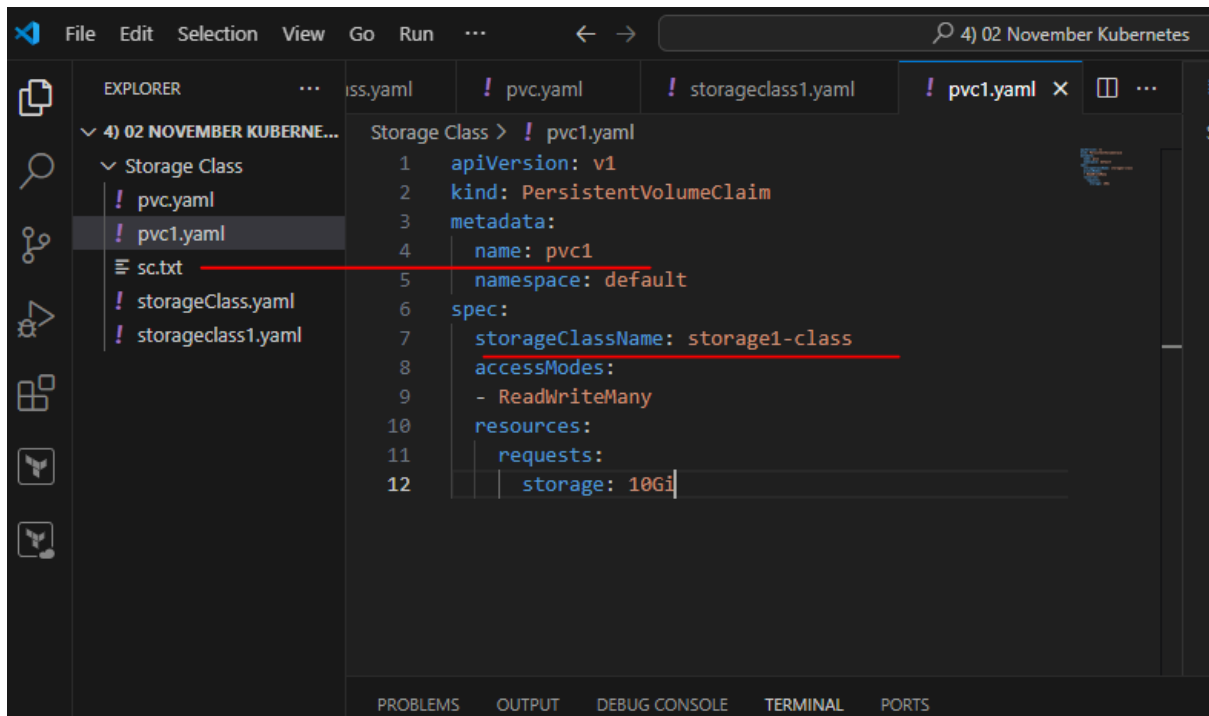 File Edit Selection View Go Run ··· ← → 4) 02 November Kubernetes
EXPLORER ···
4) 02 NOVEMBER KUBERNE...
Storage Class
pvc.yaml
pvc1.yaml
sc.txt
storageClass.yaml
storageclass1.yaml
ss.yaml ! pvc.yaml ! storageclass1.yaml ! pvc1.yaml × ···
Storage Class > ! pvc1.yaml
1 apiVersion: v1
2 kind: PersistentVolumeClaim
3 metadata:
4 name: pvc1
5 namespace: default
6 spec:
7 storageClassName: storage1-class
8 accessModes:
9 - ReadWriteMany
10 resources:
11 requests:
12 storage: 10Gi
PROBLEMS OUTPUT DEBUG CONSOLE TERMINAL PORTS